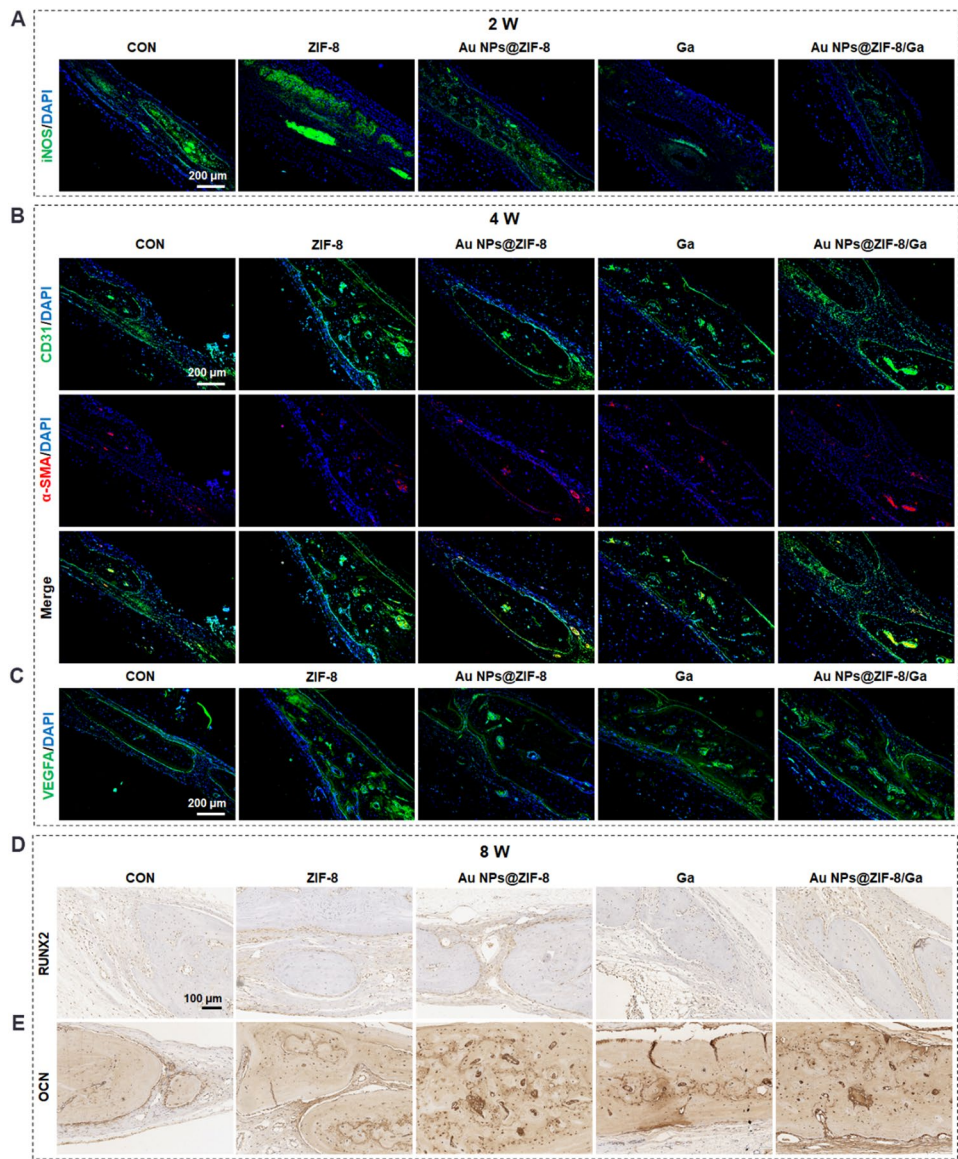 A
2 W
CON
ZIF-8
Au NPs@ZIF-8
Ga
Au NPs@ZIF-8/Ga
iNOS/DAPI
200 µm
B
4 W
CON
ZIF-8
Au NPs@ZIF-8
Ga
Au NPs@ZIF-8/Ga
CD31/DAPI
200 µm
α-SMA/DAPI
Merge
C
CON
ZIF-8
Au NPs@ZIF-8
Ga
Au NPs@ZIF-8/Ga
VEGFA/DAPI
200 µm
D
8 W
CON
ZIF-8
Au NPs@ZIF-8
Ga
Au NPs@ZIF-8/Ga
RUNX2
100 µm
E
OCN